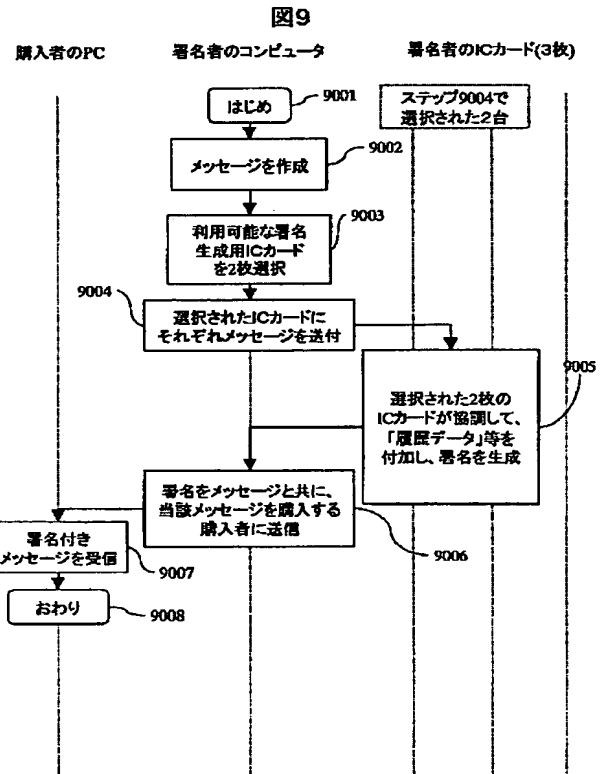 図9
購入者のPC
署名者のコンピュータ
署名者のICカード(3枚)
はじめ
9001
ステップ9004で
選択された2台
メッセージを作成
9002
利用可能な署名
生成用ICカード
を2枚選択
9003
9004
選択されたICカードに
それぞれメッセージを送付
選択された2枚の
ICカードが協調して、
「履歴データ」等を
付加し、署名を生成
9005
署名をメッセージと共に、
当該メッセージを購入する
購入者に送信
9006
署名付き
メッセージを受信
9007
おわり
9008